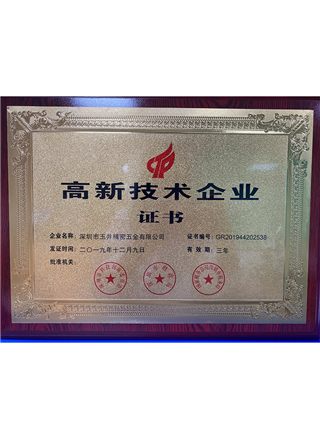 高新技术企业
证书
企业名称：深圳市玉井精密五金有限公司 证书编号：GR201944202538
发证时间：二〇一九年十二月九日 有效期：三年
批准机关：